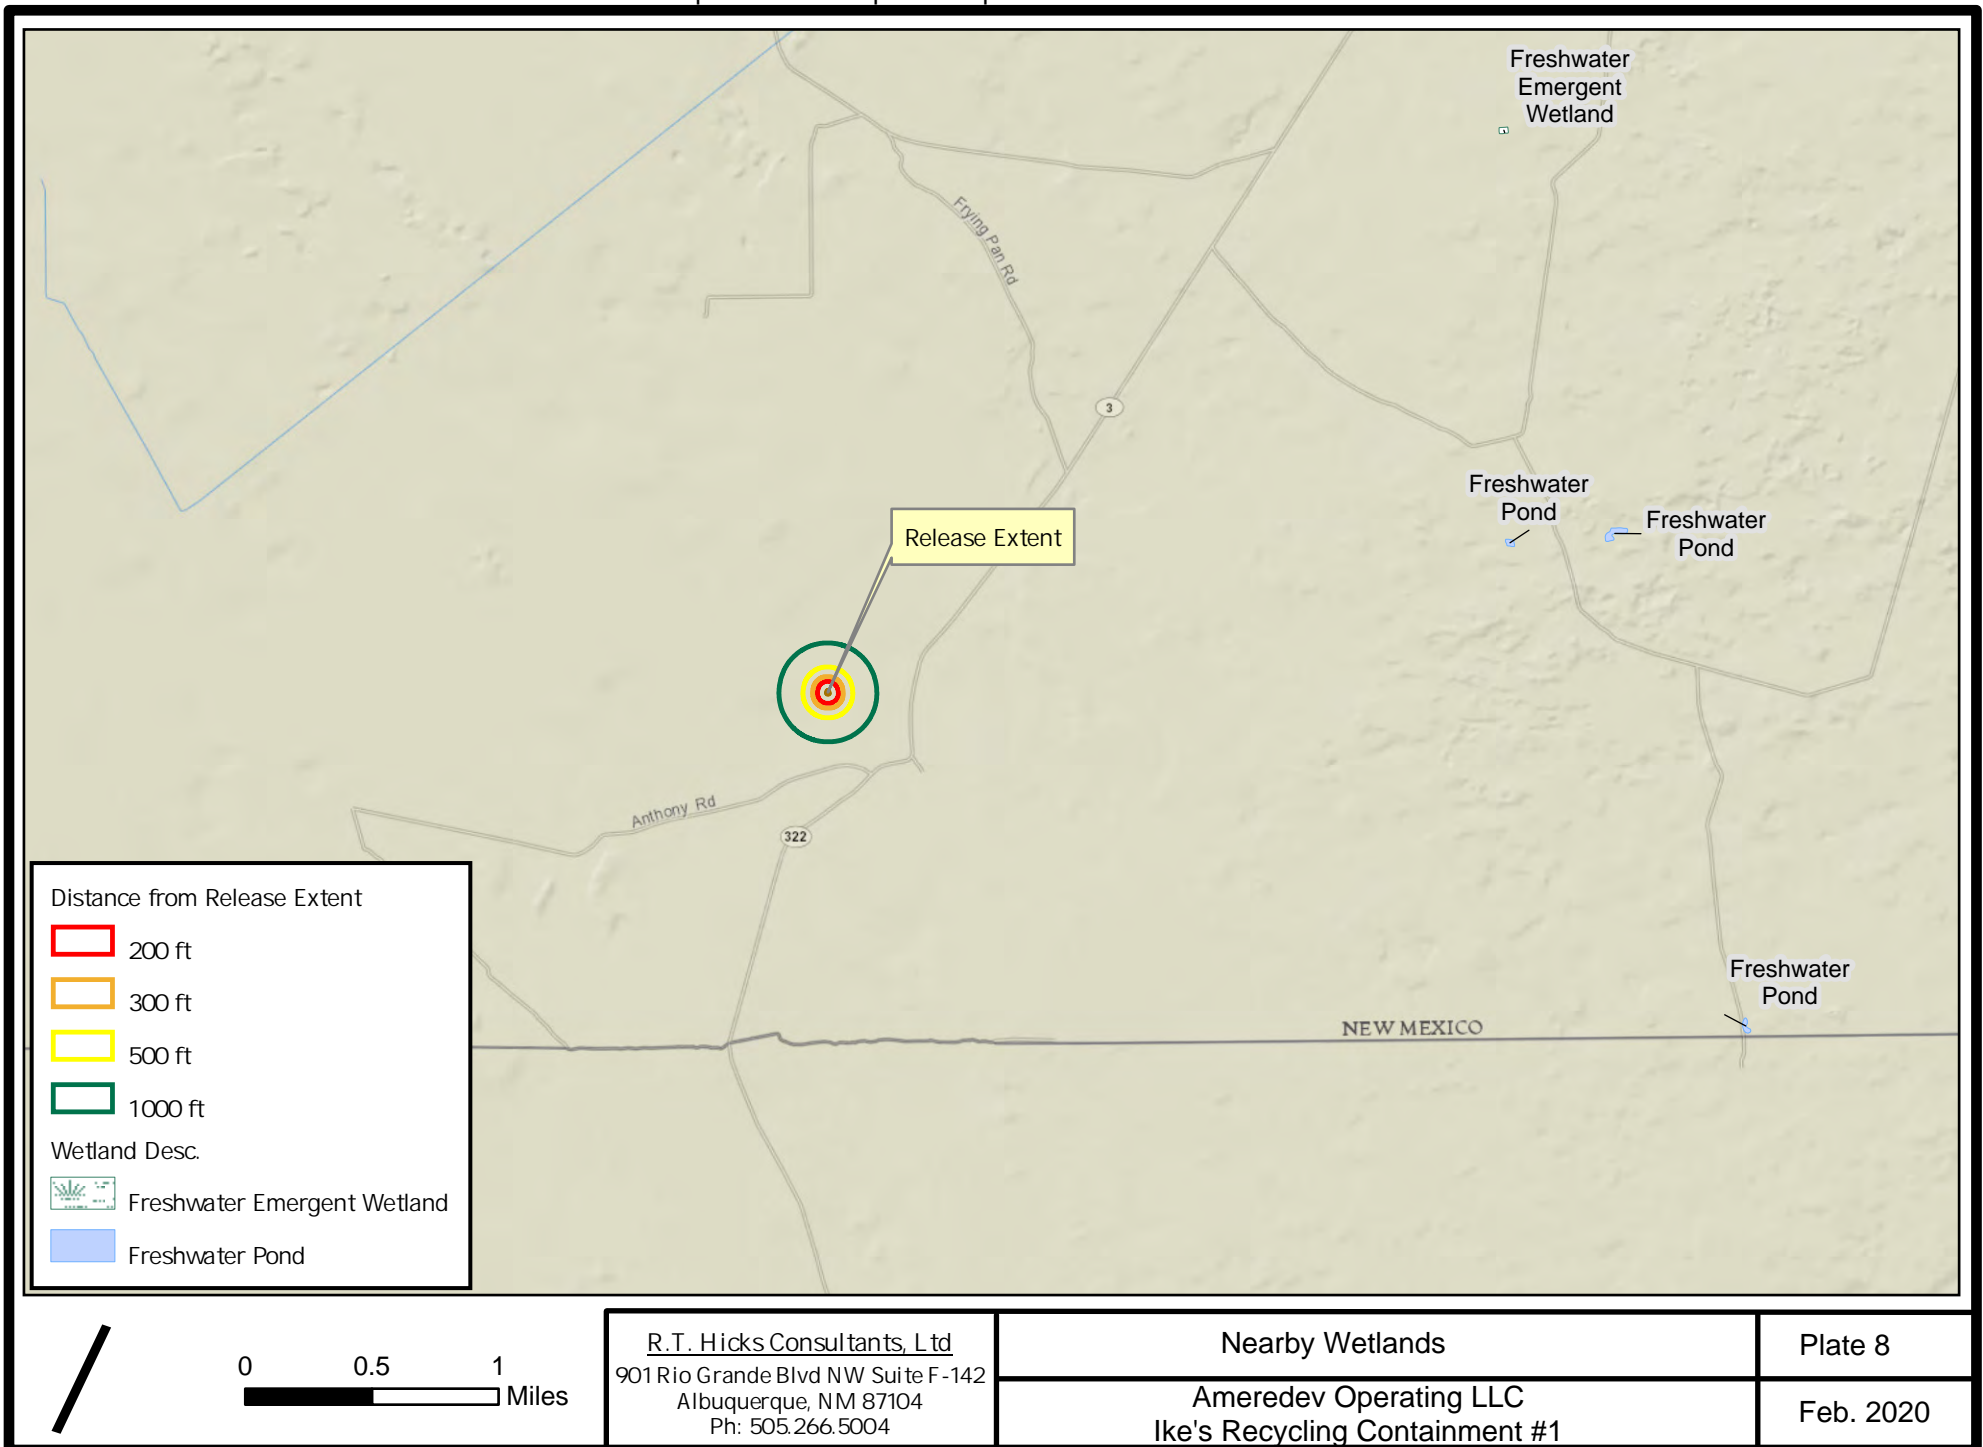 Freshwater
Emergent
Wetland
Frying Pan Rd
3
Freshwater
Pond
Freshwater
Pond
Release Extent
Anthony Rd
322
Freshwater
Pond
NEW MEXICO
Distance from Release Extent
200 ft
300 ft
500 ft
1000 ft
Wetland Desc.
Freshwater Emergent Wetland
Freshwater Pond
0 0.5 1
Miles
R.T. Hicks Consultants, Ltd
901 Rio Grande Blvd NW Suite F-142
Albuquerque, NM 87104
Ph: 505.266.5004
Nearby Wetlands
Ameredev Operating LLC
Ike's Recycling Containment #1
Plate 8
Feb. 2020